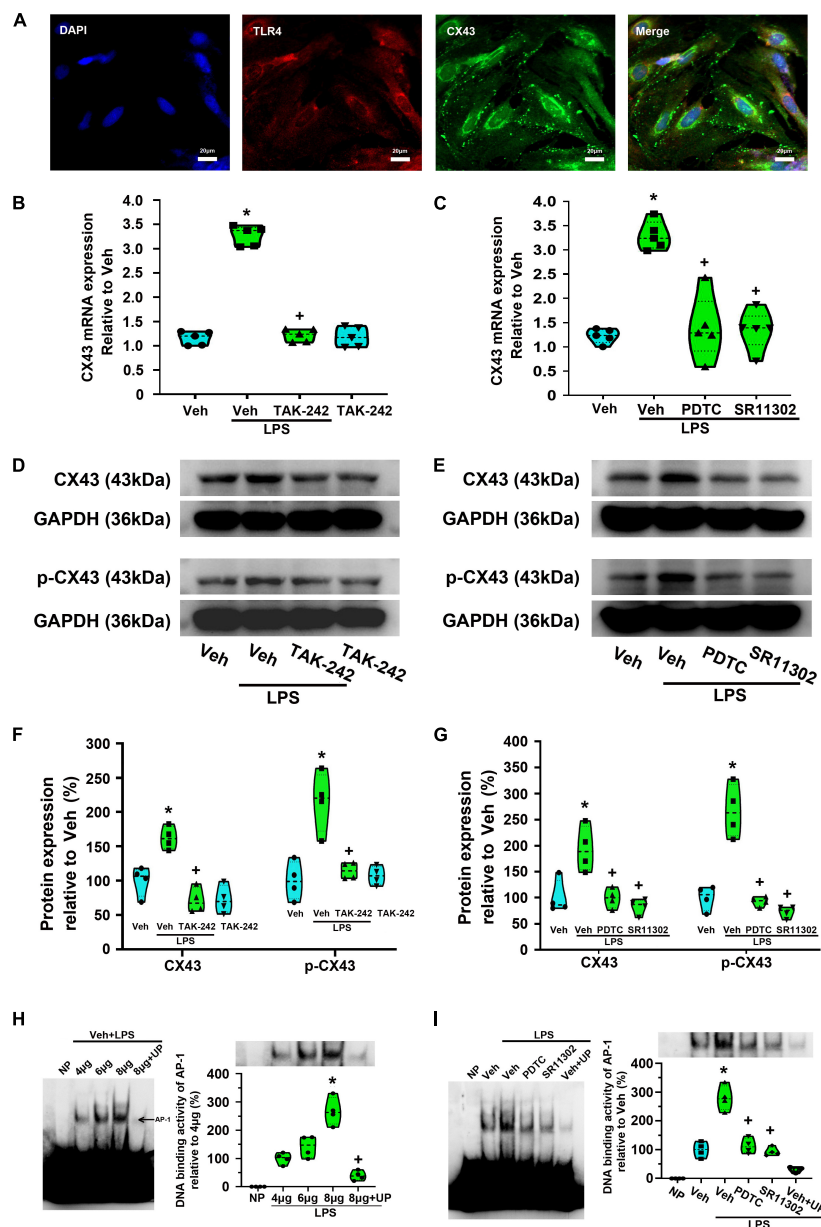 A
DAPI
TLR4
CX43
Merge
20μm
20μm
20μm
20μm
B
CX43 mRNA expression
Relative to Veh
4.0
3.5
3.0
2.5
2.0
1.5
1.0
0.5
0
*
+
Veh
Veh
TAK-242
TAK-242
LPS
C
CX43 mRNA expression
Relative to Veh
4.0
3.5
3.0
2.5
2.0
1.5
1.0
0.5
0
*
+
+
Veh
Veh
PDTC
SR11302
LPS
D
CX43 (43kDa)
GAPDH (36kDa)
p-CX43 (43kDa)
GAPDH (36kDa)
Veh
Veh
TAK-242
TAK-242
LPS
E
CX43 (43kDa)
GAPDH (36kDa)
p-CX43 (43kDa)
GAPDH (36kDa)
Veh
Veh
PDTC
SR11302
LPS
F
Protein expression
relative to Veh (%)
300
250
200
150
100
50
0
*
+
*
+
Veh
Veh TAK-242 TAK-242
LPS
Veh
Veh TAK-242 TAK-242
LPS
CX43
p-CX43
G
Protein expression
relative to Veh (%)
400
350
300
250
200
150
100
50
0
*
+
+
*
+
+
Veh
Veh PDTC SR11302
LPS
Veh
Veh PDTC SR11302
LPS
CX43
p-CX43
H
Veh+LPS
NP
4μg
6μg
8μg
8μg+UP
AP-1
DNA binding activity of AP-1
relative to 4μg (%)
400
300
200
100
50
0
*
+
NP
4μg
6μg
8μg
8μg+UP
LPS
I
LPS
NP
Veh
Veh
PDTC
SR11302
Veh+UP
DNA binding activity of AP-1
relative to Veh (%)
400
300
200
100
50
0
*
+
+
NP
Veh
Veh
PDTC
SR11302
Veh+UP
LPS